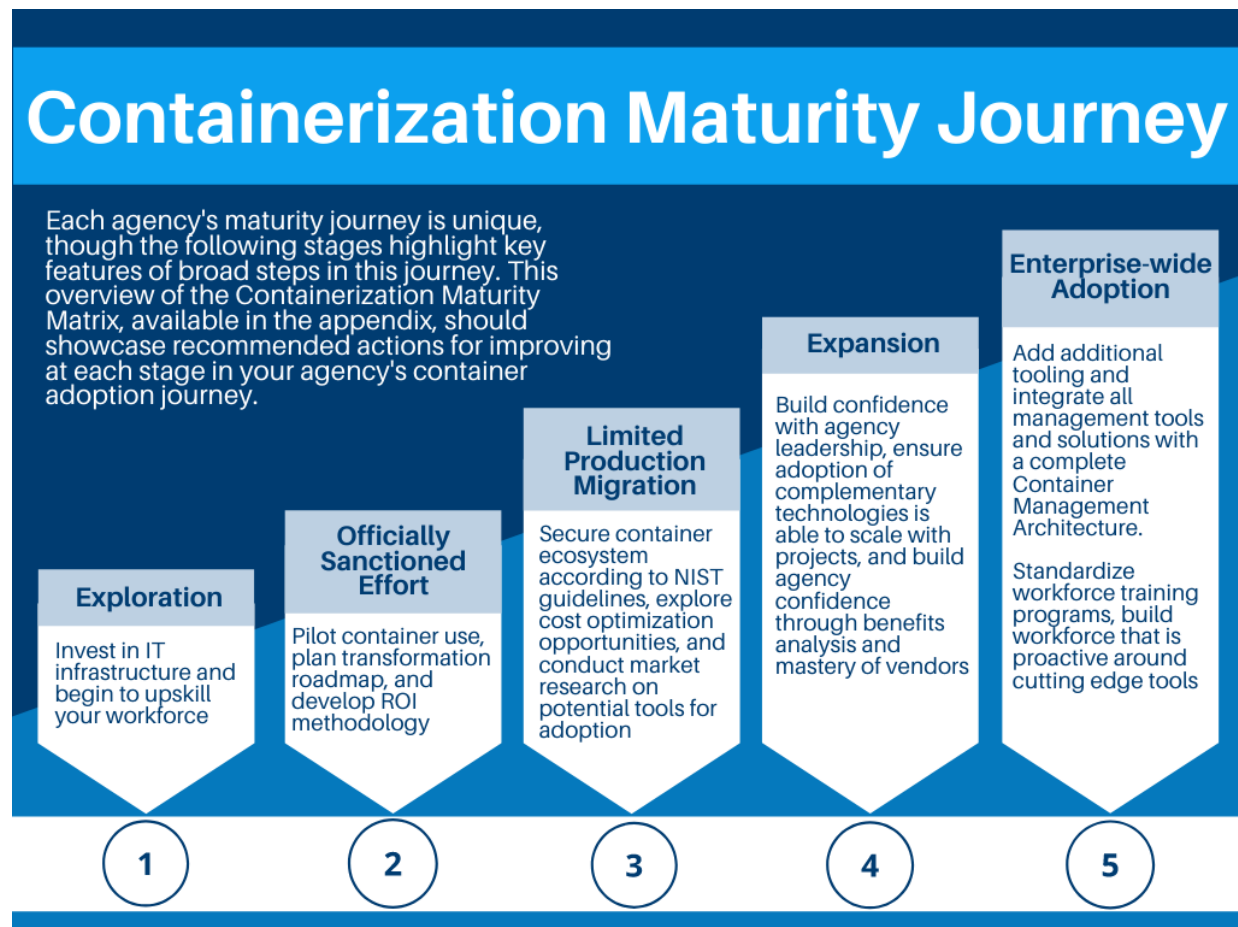 Containerization Maturity Journey
Each agency's maturity journey is unique,
though the following stages highlight key
features of broad steps in this journey. This
overview of the Containerization Maturity
Matrix, available in the appendix, should
showcase recommended actions for improving
at each stage in your agency's container
adoption journey.
Exploration
Invest in IT
infrastructure and
begin to upskill
your workforce
1
Officially
Sanctioned
Effort
Pilot container use,
plan transformation
roadmap, and
develop ROI
methodology
2
Limited
Production
Migration
Secure container
ecosystem
according to NIST
guidelines, explore
cost optimization
opportunities, and
conduct market
research on
potential tools for
adoption
3
Expansion
Build confidence
with agency
leadership, ensure
adoption of
complementary
technologies is
able to scale with
projects, and build
agency
confidence
through benefits
analysis and
mastery of vendors
4
Enterprise-wide
Adoption
Add additional
tooling and
integrate all
management tools
and solutions with
a complete
Container
Management
Architecture.
Standardize
workforce training
programs, build
workforce that is
proactive around
cutting edge tools
5